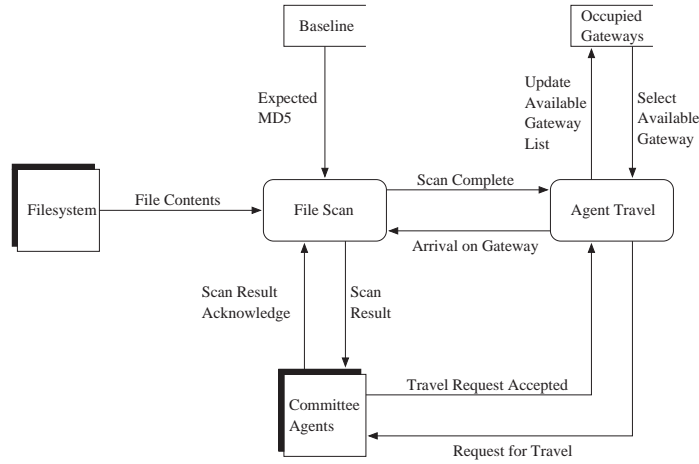 Baseline
Occupied
Gateways
Expected
MD5
Update
Available
Gateway
List
Select
Available
Gateway
Filesystem
File Contents
File Scan
Scan Complete
Agent Travel
Arrival on Gateway
Scan Result
Acknowledge
Scan
Result
Committee
Agents
Travel Request Accepted
Request for Travel